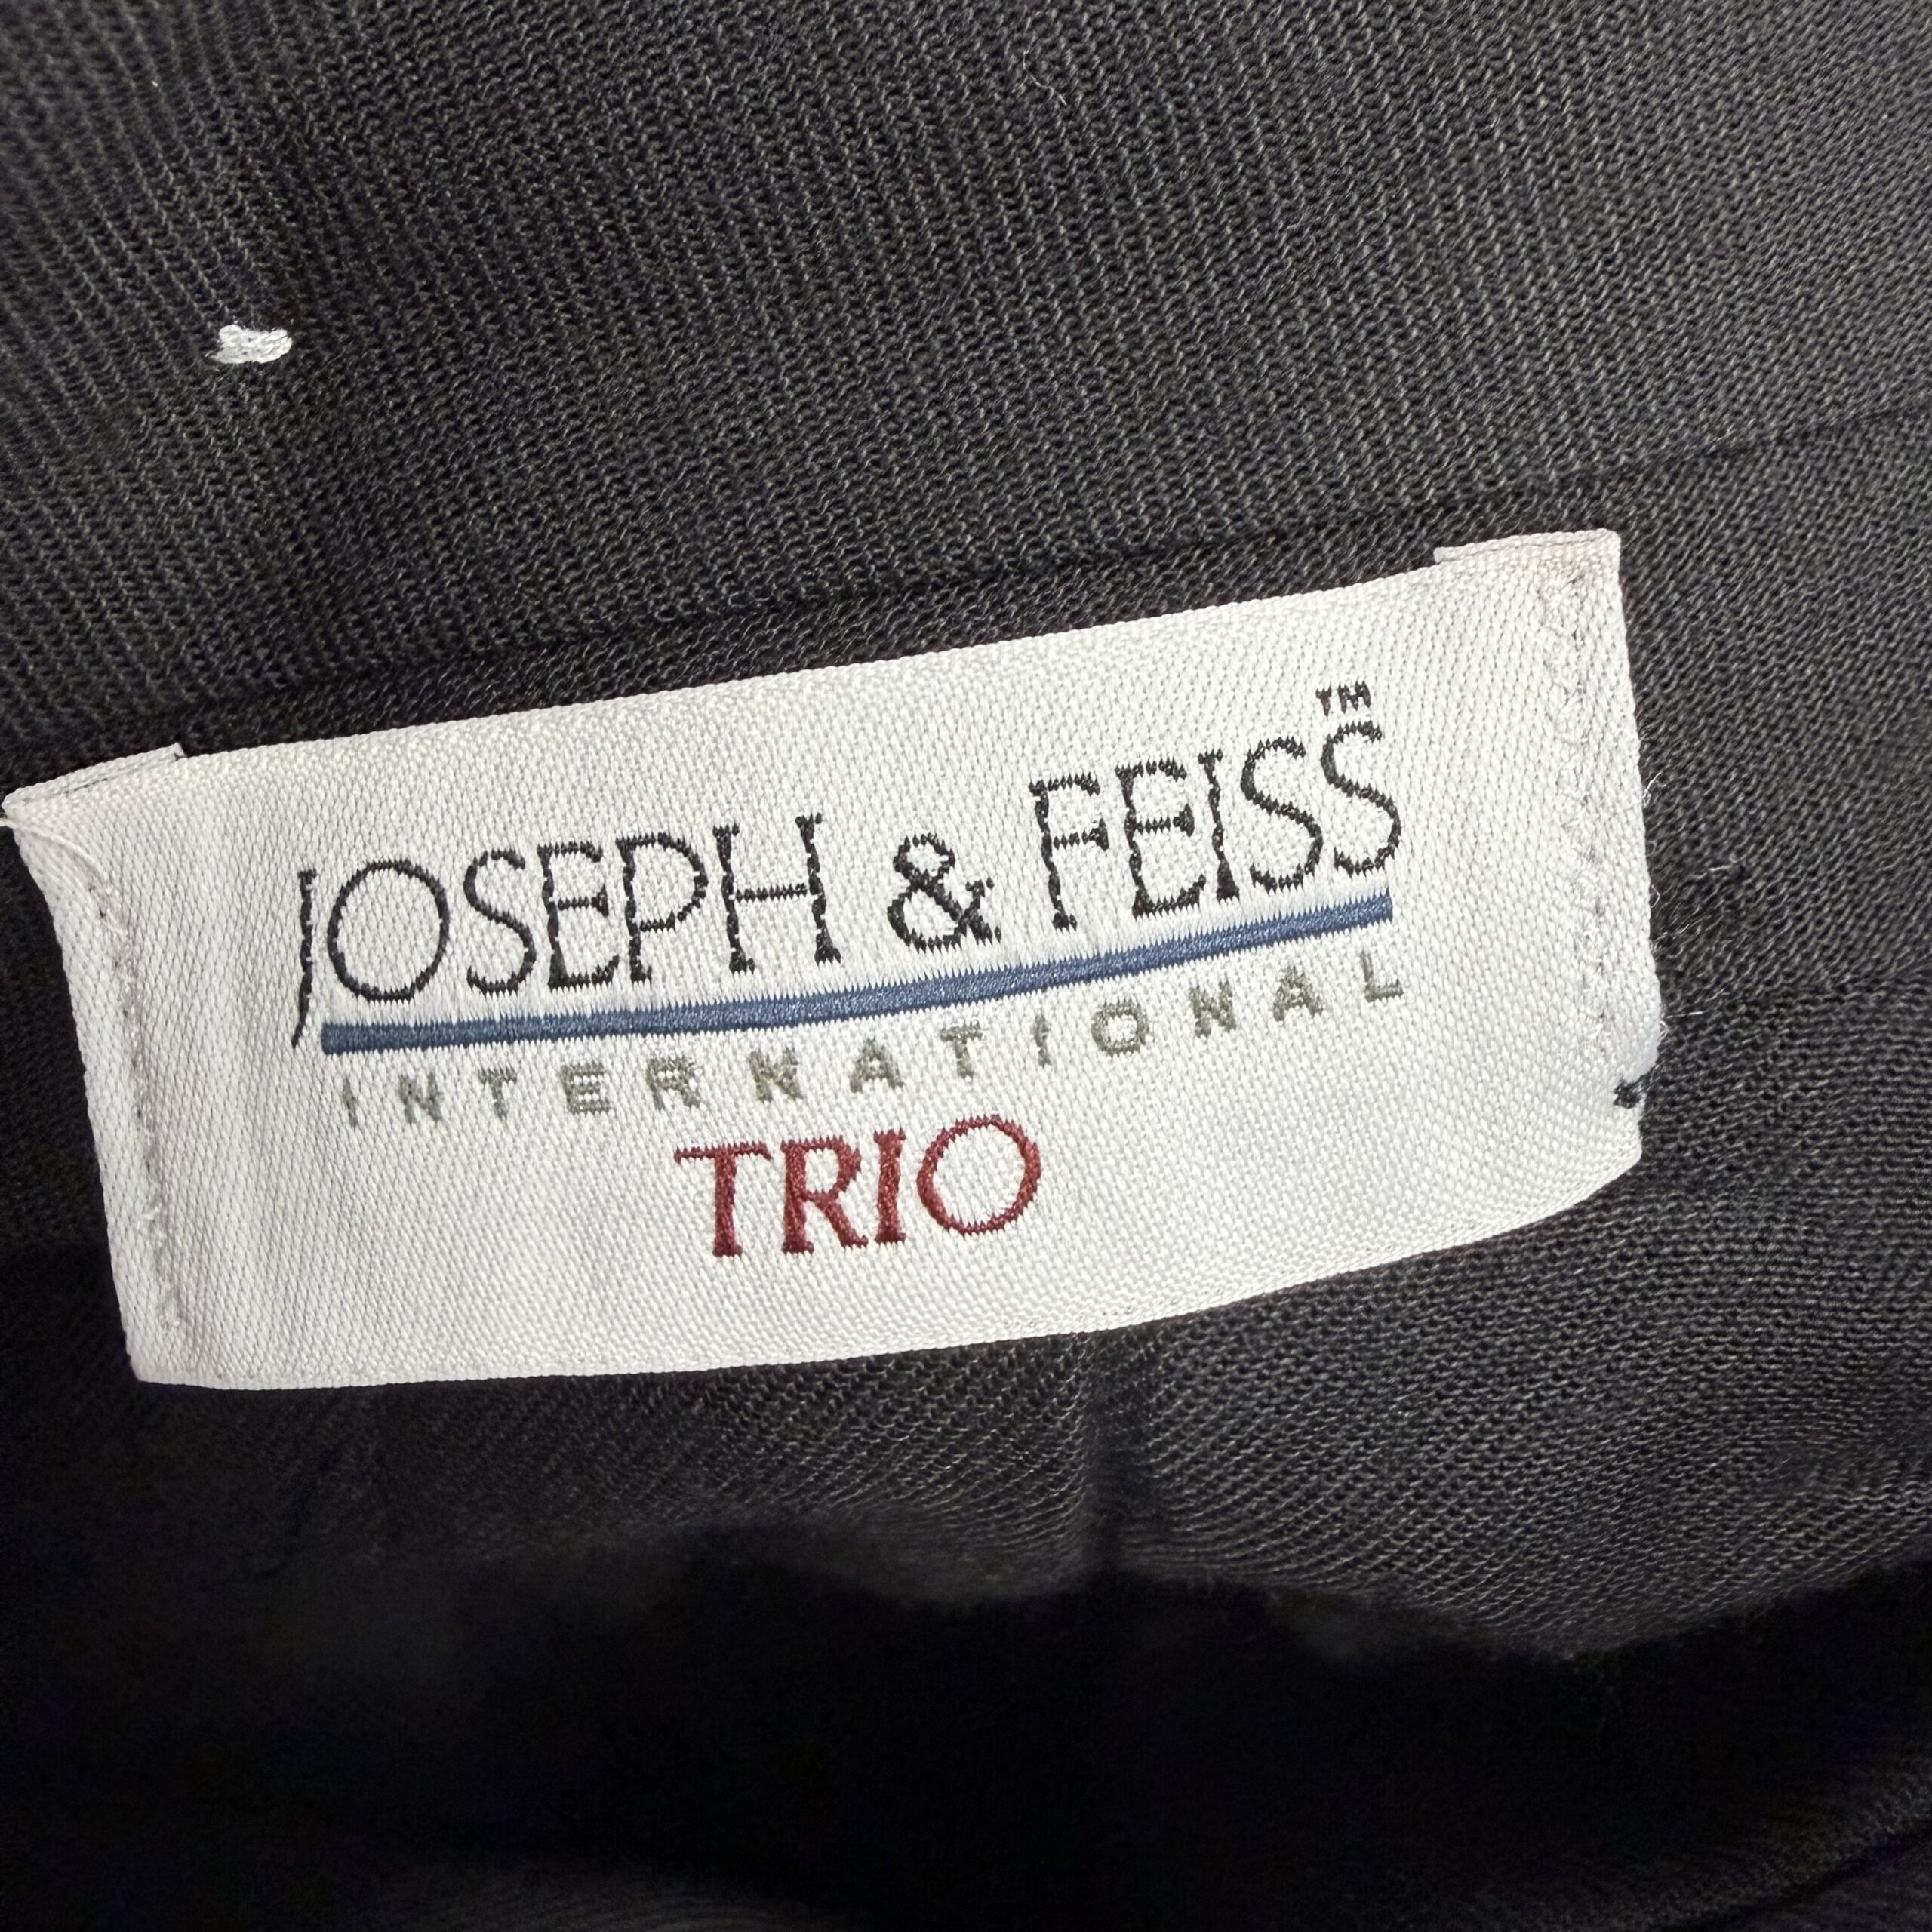 JOSEPH & FEISS™
INTERNATIONAL
TRIO